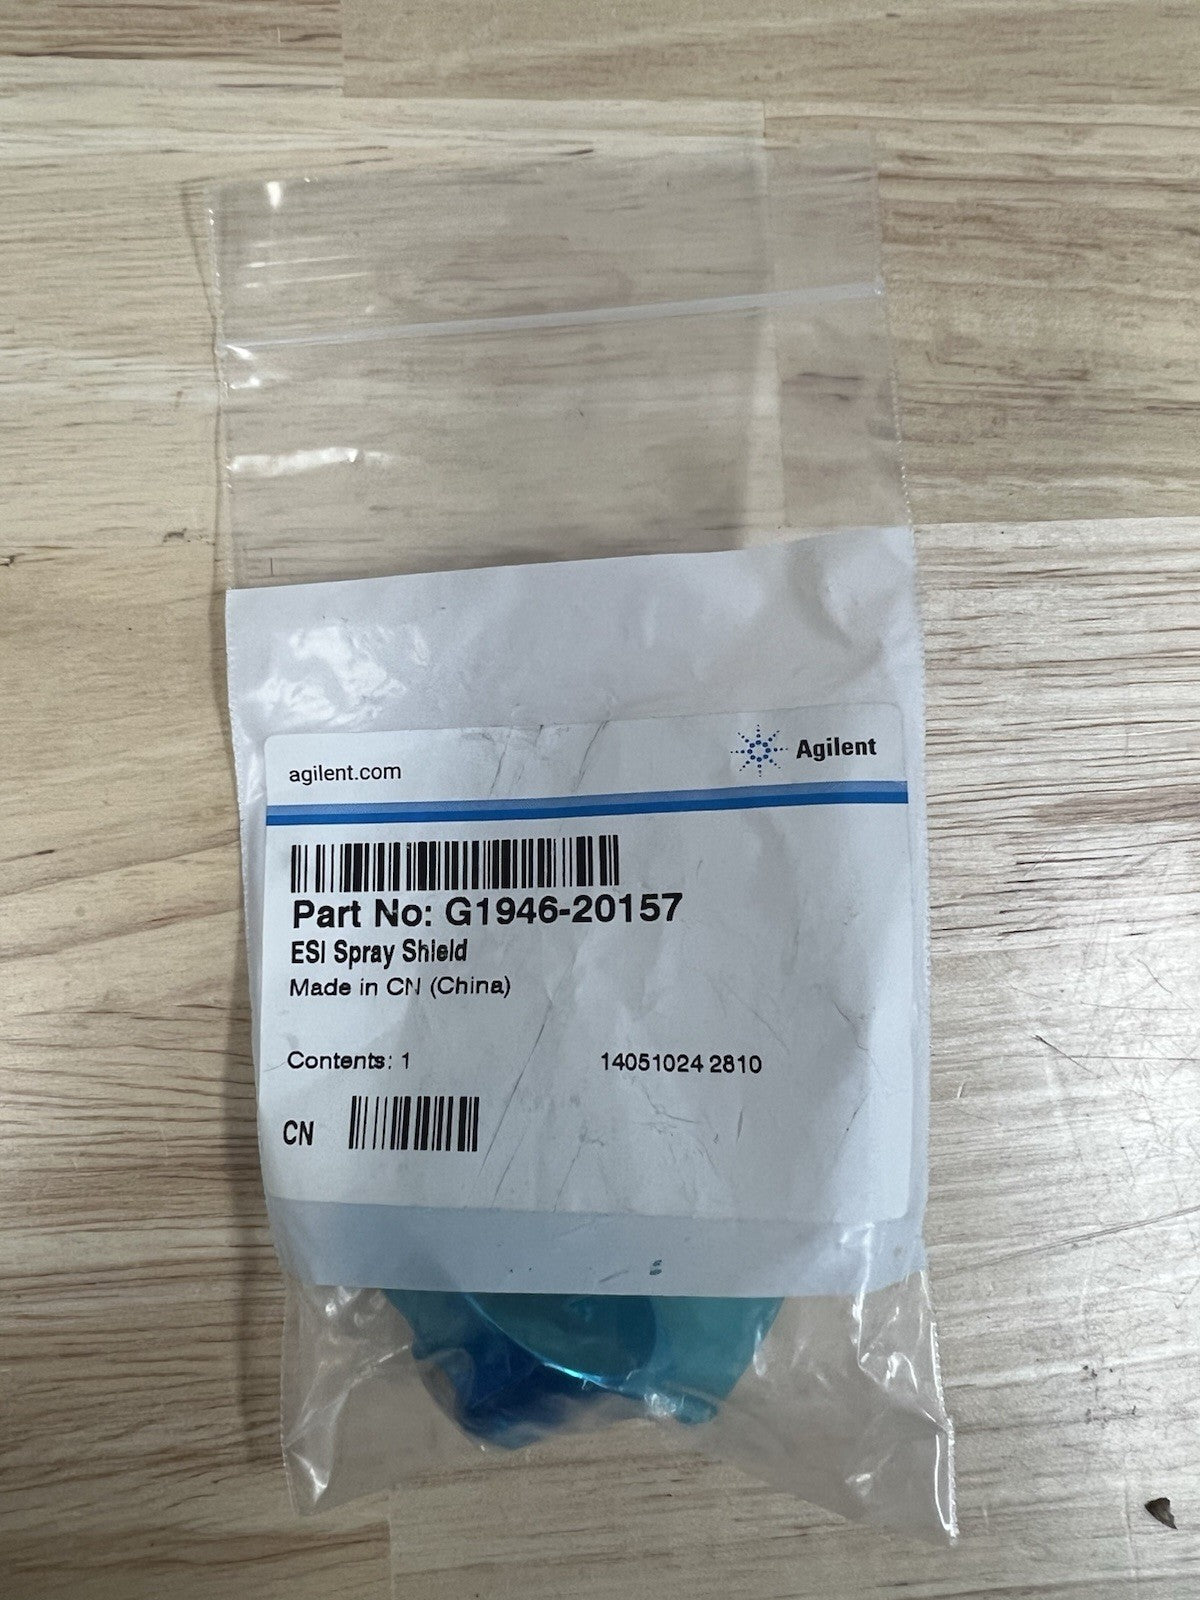 agilent.com
Agilent
Part No: G1946-20157
ESI Spray Shield
Made in CN (China)
Contents: 1
14051024 2810
CN